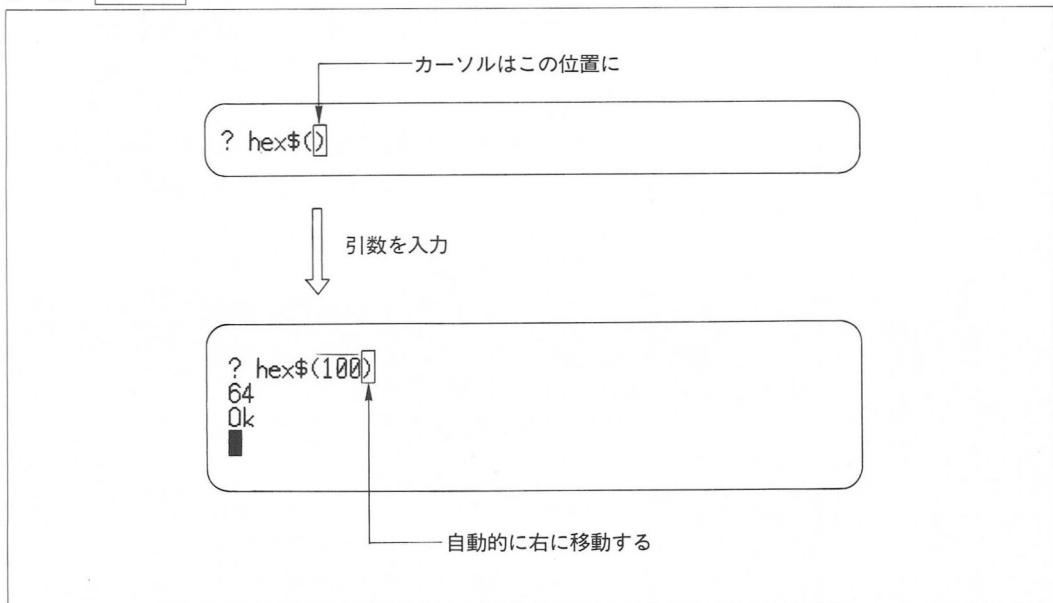 カーソルはこの位置に
? hex$()
引数を入力
? hex$(100)
64
Ok
自動的に右に移動する